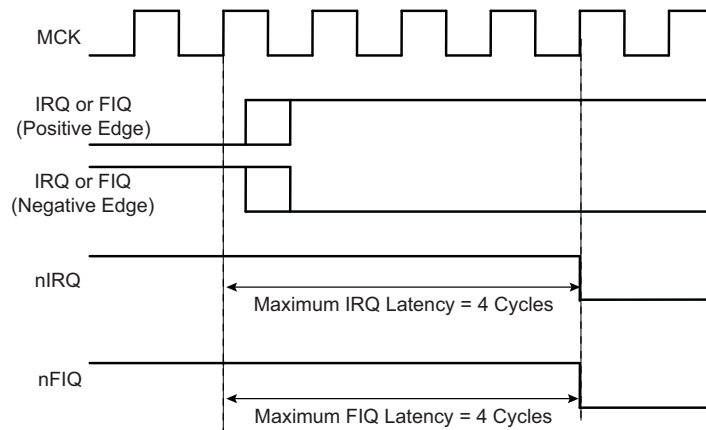 MCK
IRQ or FIQ
(Positive Edge)
IRQ or FIQ
(Negative Edge)
nIRQ
Maximum IRQ Latency = 4 Cycles
nFIQ
Maximum FIQ Latency = 4 Cycles